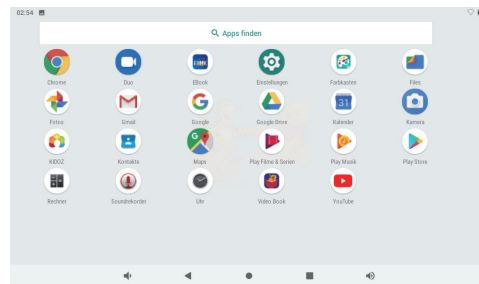 02:54
Apps finden
Chrome Duo EBook Einstellungen Farbkasten Files
Fotos Gmail Google Google Drive Kalender Kamera
31
KIDOZ Kontakte Maps Play Filme & Serien Play Musik Play Store
Rechner Soundrekorder Uhr Video Book YouTube